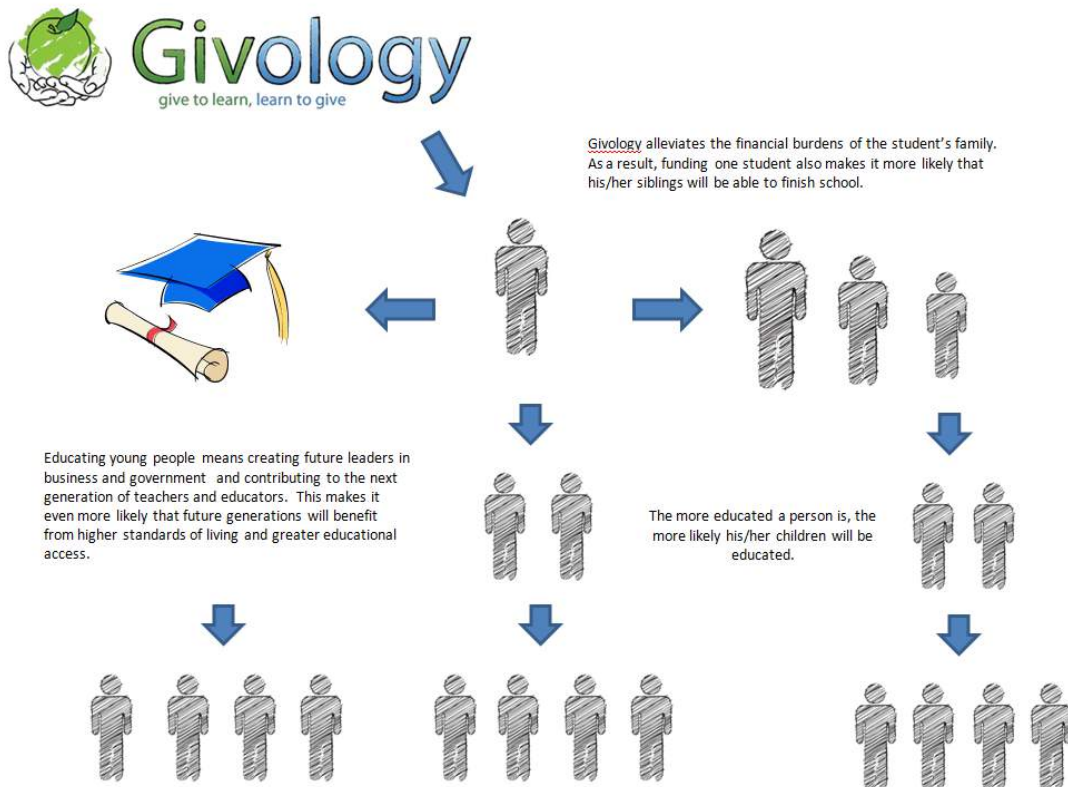 Givology
give to learn, learn to give
Givology alleviates the financial burdens of the student's family.
As a result, funding one student also makes it more likely that
his/her siblings will be able to finish school.
Educating young people means creating future leaders in
business and government and contributing to the next
generation of teachers and educators. This makes it
even more likely that future generations will benefit
from higher standards of living and greater educational
access.
The more educated a person is, the
more likely his/her children will be
educated.